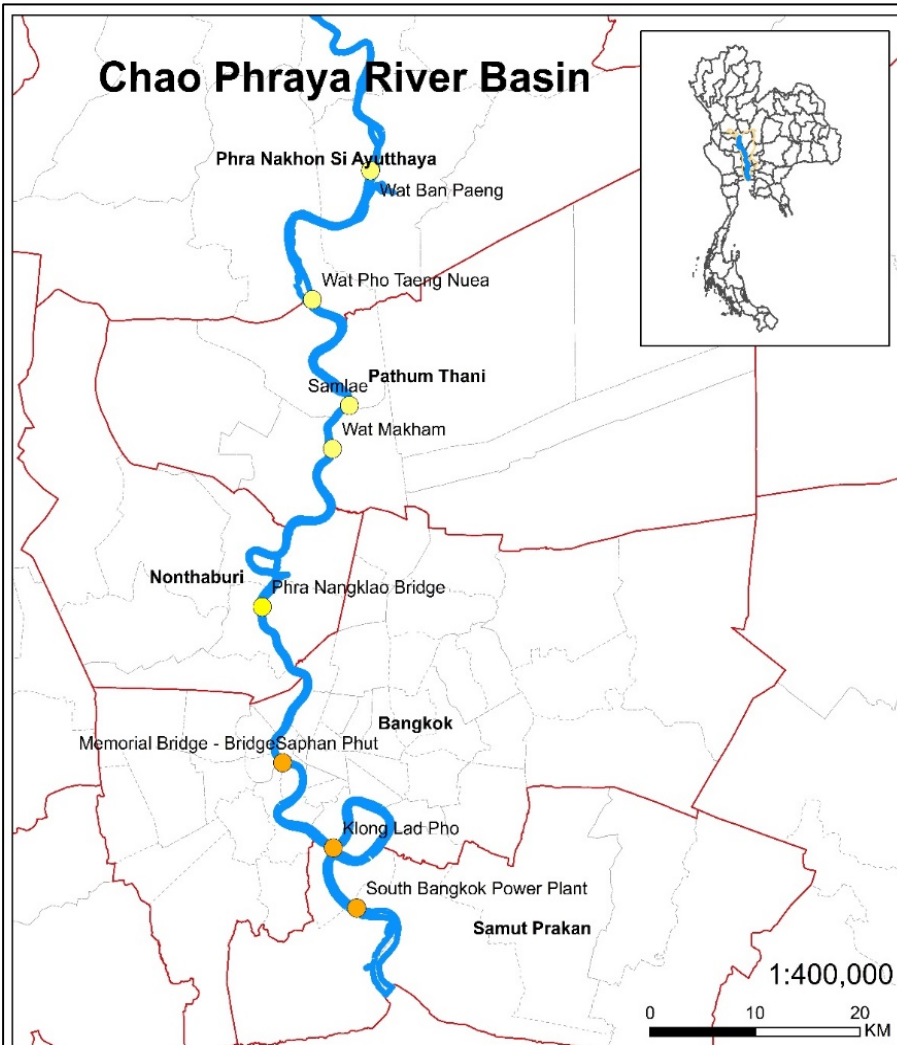 Chao Phraya River Basin
Phra Nakhon Si Ayutthaya
Wat Ban Paeng
Wat Pho Taeng Nuea
Pathum Thani
Samlae
Wat Makham
Nonthaburi
Phra Nangklao Bridge
Bangkok
Memorial Bridge - BridgeSaphan Phut
Klong Lad Pho
South Bangkok Power Plant
Samut Prakan
1:400,000
0 10 20
KM